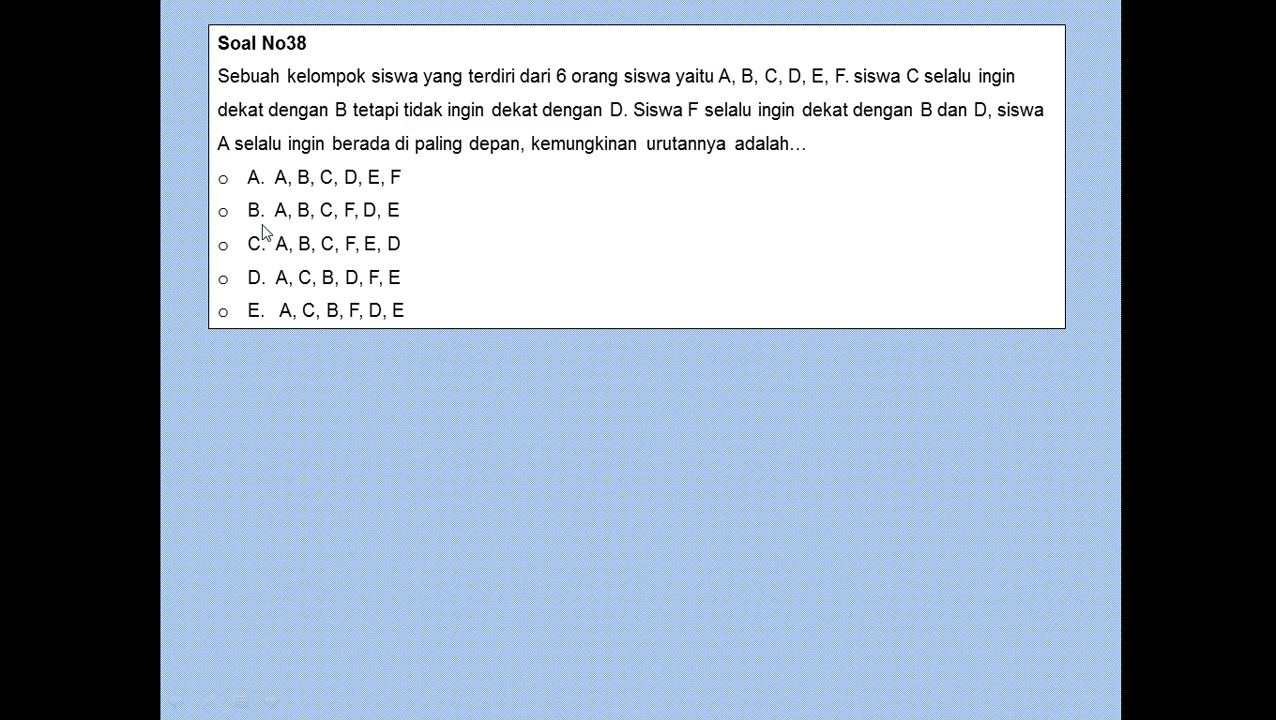 Soal No38
Sebuah kelompok siswa yang terdiri dari 6 orang siswa yaitu A, B, C, D, E, F. siswa C selalu ingin
dekat dengan B tetapi tidak ingin dekat dengan D. Siswa F selalu ingin dekat dengan B dan D, siswa
A selalu ingin berada di paling depan, kemungkinan urutannya adalah...
o A. A, B, C, D, E, F
o B. A, B, C, F, D, E
o C. A, B, C, F, E, D
o D. A, C, B, D, F, E
o E. A, C, B, F, D, E